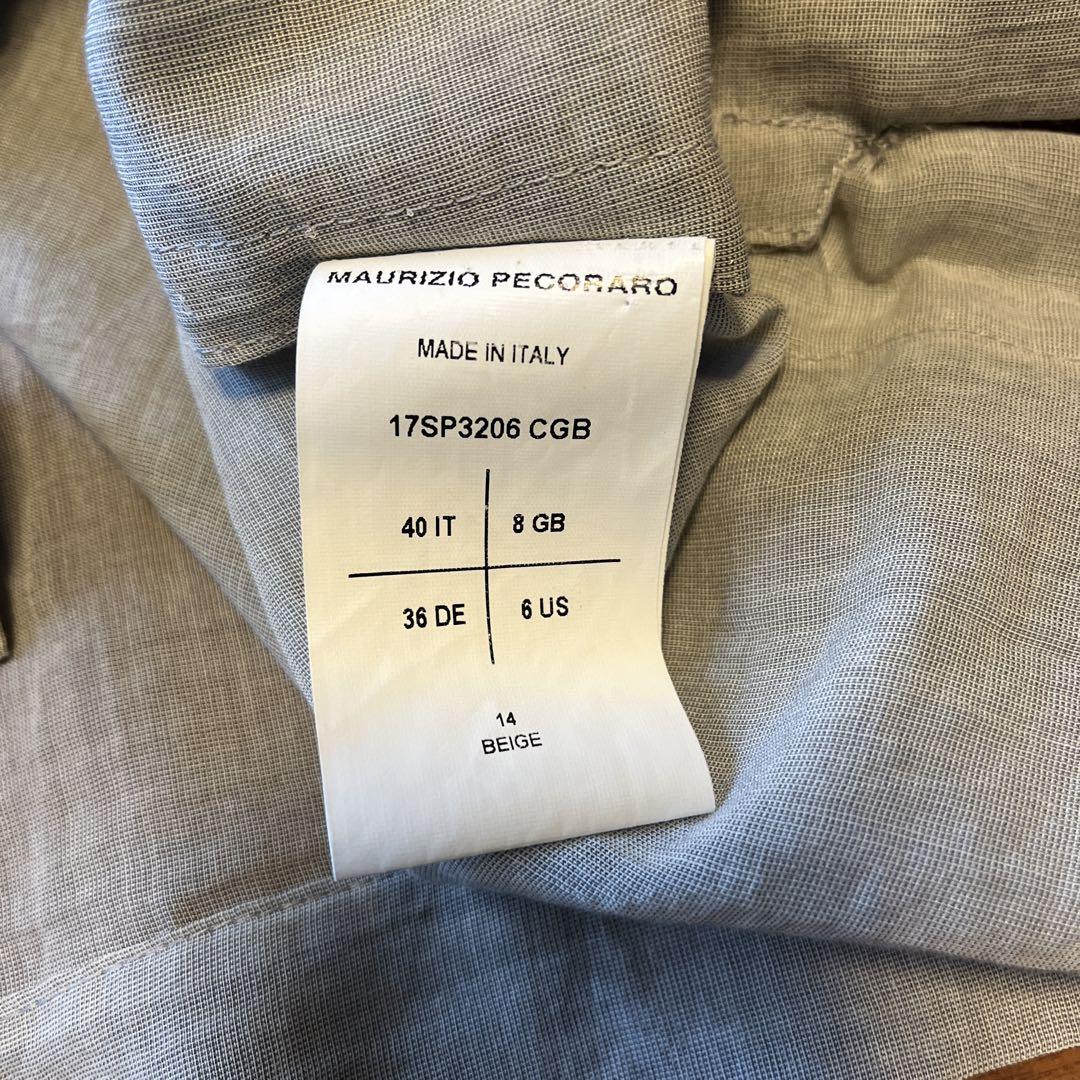 MAURIZIO PECORARO
MADE IN ITALY
17SP3206 CGB
40 IT 8 GB
36 DE 6 US
14
BEIGE